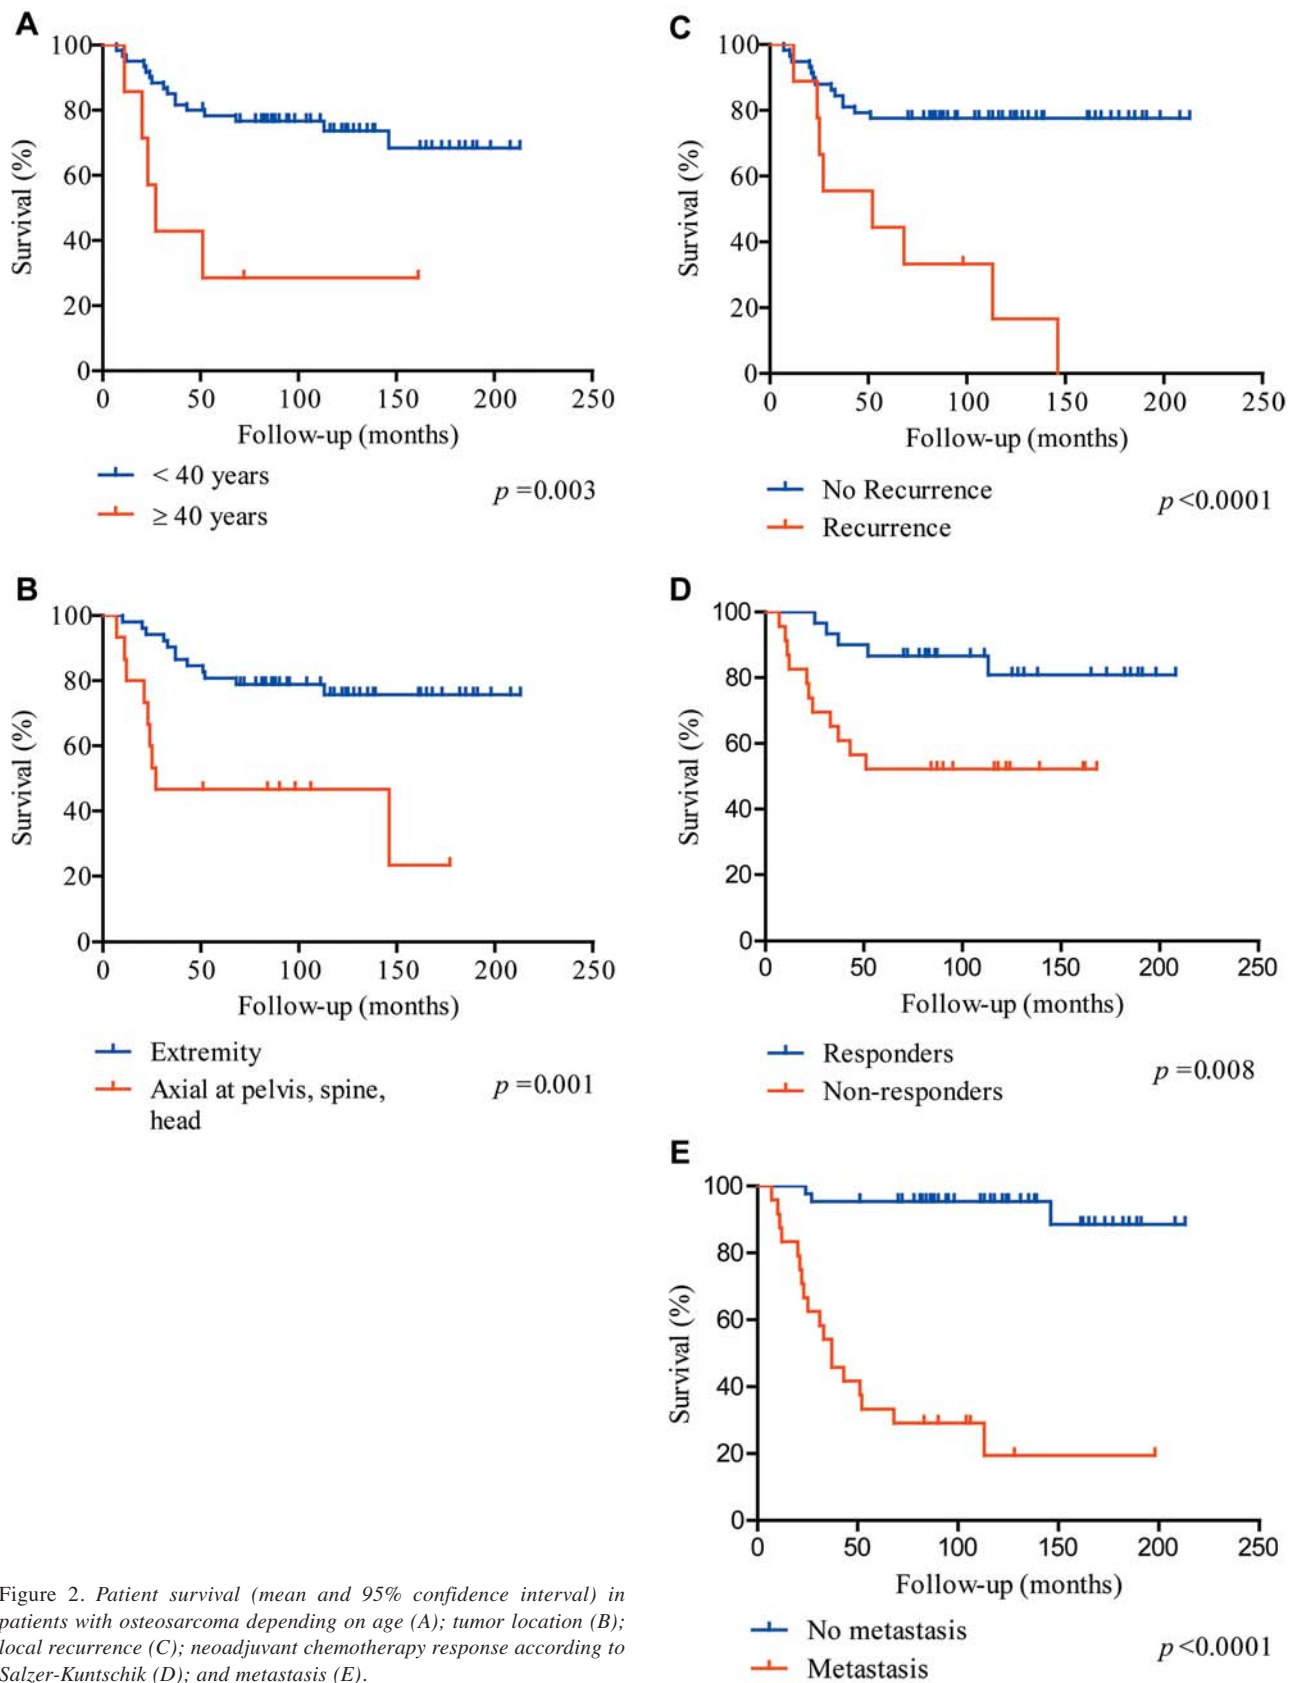 A
100
80
60
40
20
0
Survival (%)
0 50 100 150 200 250
Follow-up (months)
< 40 years
≥ 40 years
p =0.003
B
100
80
60
40
20
0
Survival (%)
0 50 100 150 200 250
Follow-up (months)
Extremity
Axial at pelvis, spine,
head
p =0.001
C
100
80
60
40
20
0
Survival (%)
0 50 100 150 200 250
Follow-up (months)
No Recurrence
Recurrence
p <0.0001
D
100
80
60
40
20
0
Survival (%)
0 50 100 150 200 250
Follow-up (months)
Responders
Non-responders
p =0.008
E
100
80
60
40
20
0
Survival (%)
0 50 100 150 200 250
Follow-up (months)
No metastasis
Metastasis
p <0.0001
Figure 2. Patient survival (mean and 95% confidence interval) in
patients with osteosarcoma depending on age (A); tumor location (B);
local recurrence (C); neoadjuvant chemotherapy response according to
Salzer-Kuntschik (D); and metastasis (E).